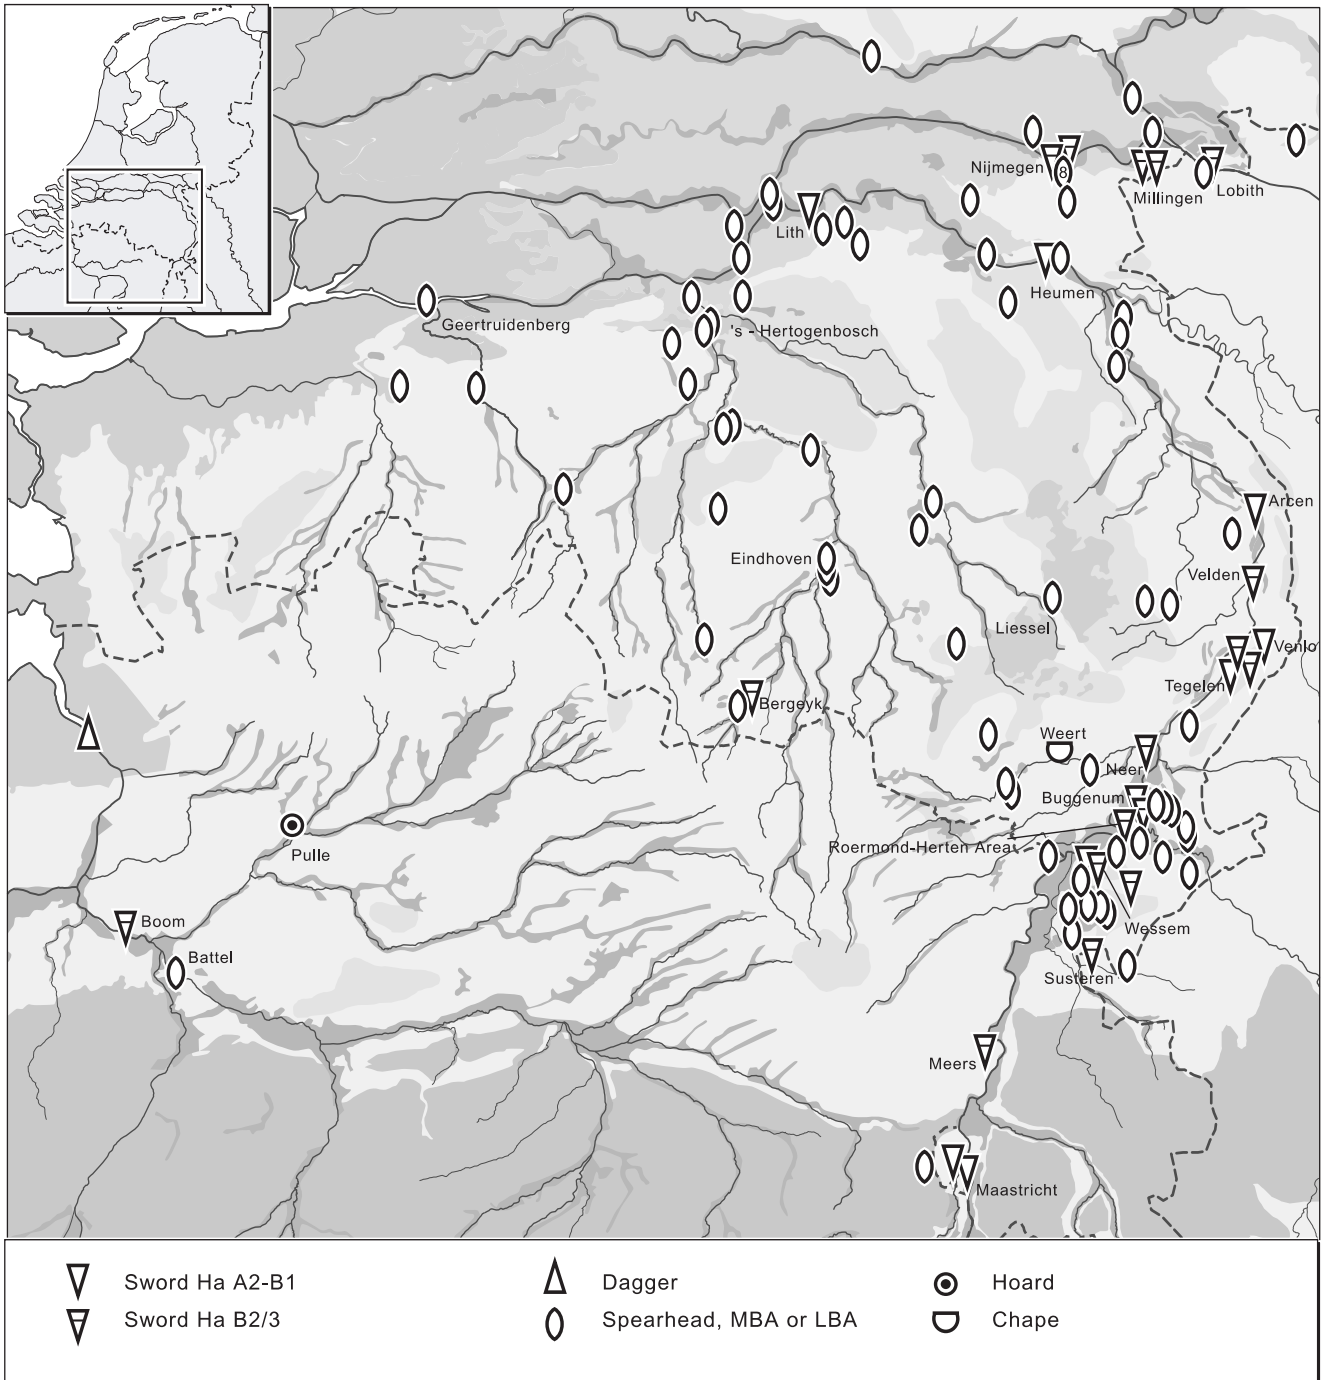 Nijmegen
8
Millingen
Lobith
Lith
Heumen
Geertruidenberg
's - Hertogenbosch
Arcen
Eindhoven
Velden
Liessel
Venlo
Tegelen
Bergeyk
Weert
Neer
Buggenum
Pulle
Roermond-Herten Area
Boom
Wessem
Battel
Susteren
Meers
Maastricht
Sword Ha A2-B1
Dagger
Hoard
Sword Ha B2/3
Spearhead, MBA or LBA
Chape